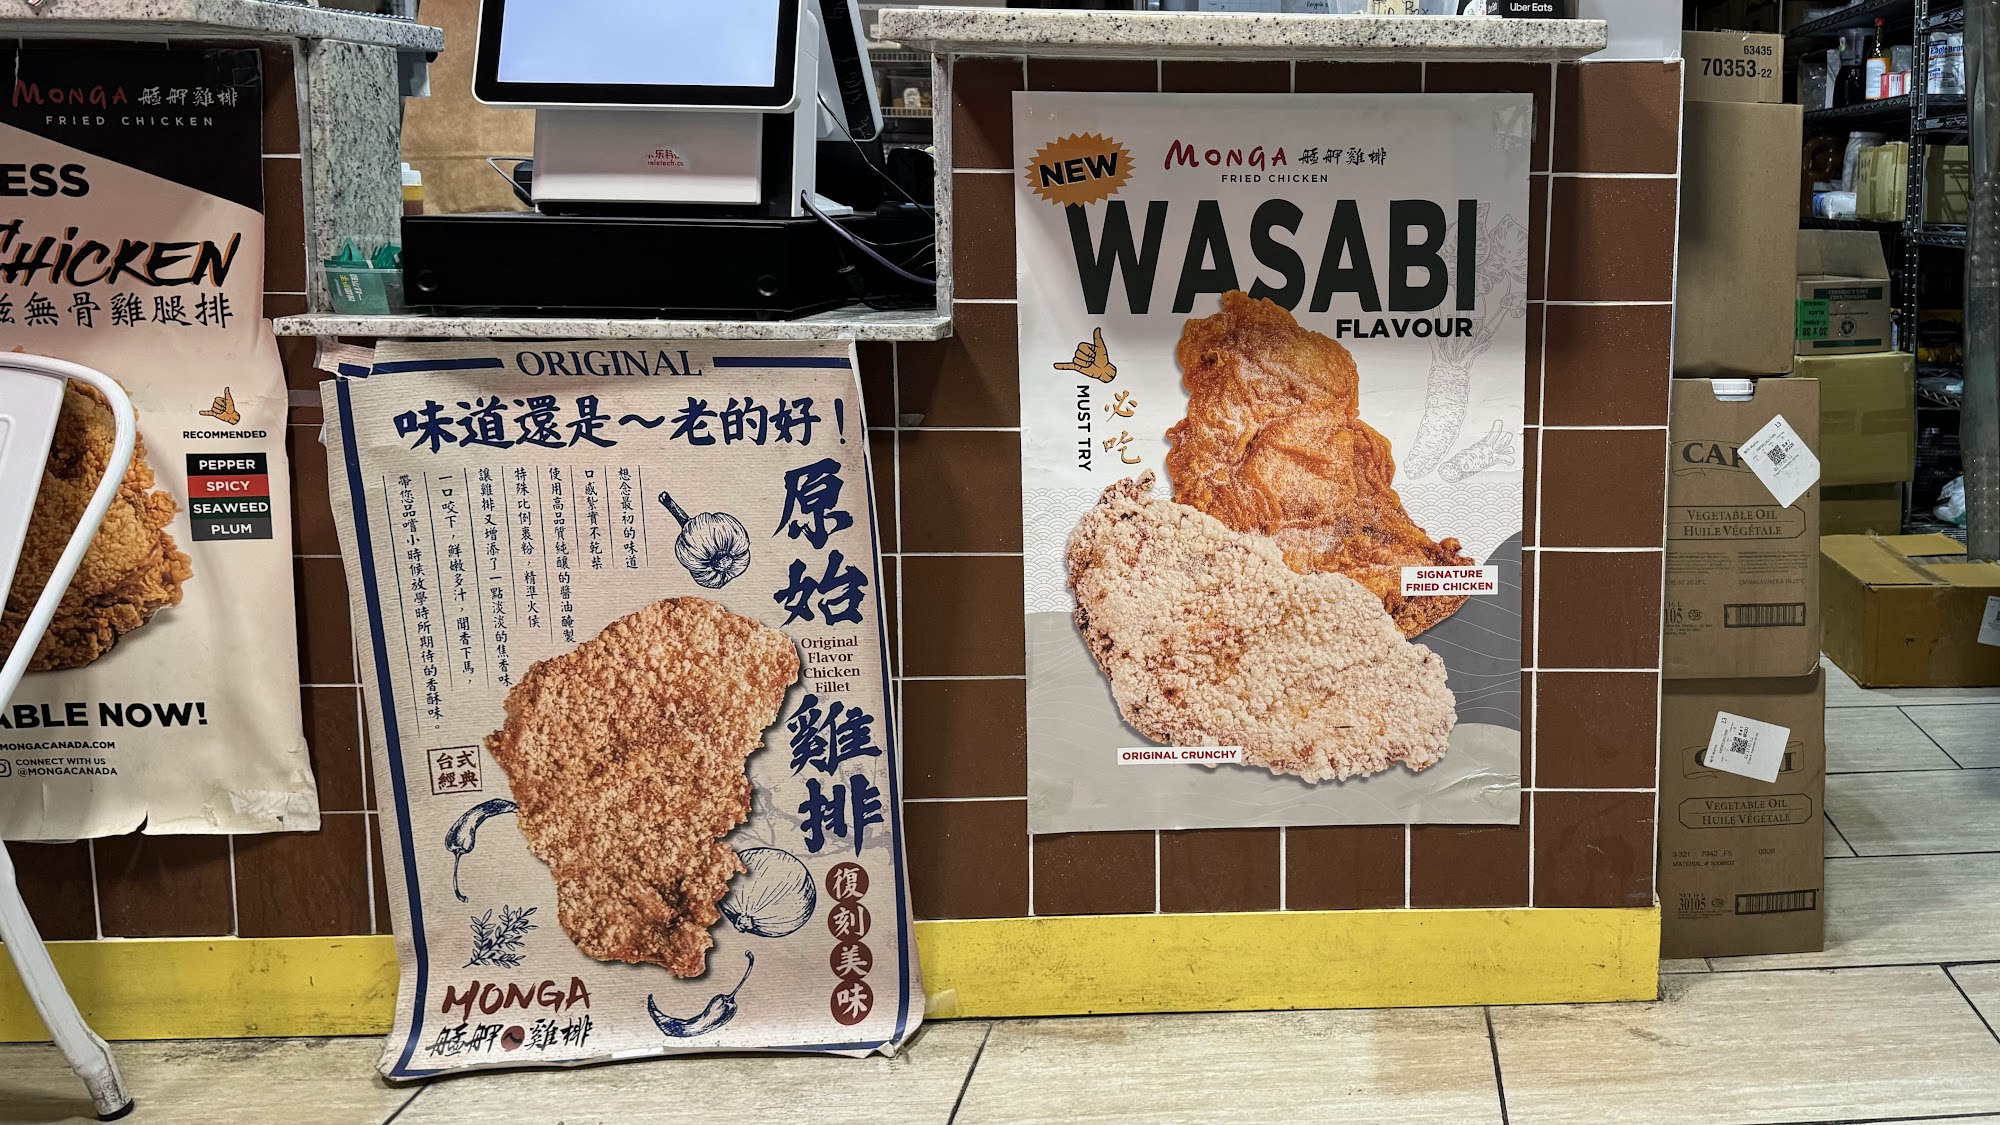 MONGA 艋舺雞排
FRIED CHICKEN
ESS
CHICKEN
無骨雞腿排
RECOMMENDED
PEPPER
SPICY
SEAWEED
PLUM
ABLE NOW!
MONGACANADA.COM
CONNECT WITH US
@MONGACANADA
ORIGINAL
味道還是～老的好！
想念最初的味道
口感紮實不乾柴
使用高品質純釀的醬油醃製
特殊比例裹粉，精準火侯
讓雞排又增添了一點淡淡的焦香味
一口咬下，鮮嫩多汁，聞香下馬，
帶您品嚐小時候放學時所期待的香酥味。
原始雞排
Original
Flavor
Chicken
Fillet
台式
經典
復刻美味
MONGA
艋舺雞排
NEW
MONGA 艋舺雞排
FRIED CHICKEN
WASABI
FLAVOUR
MUST TRY
必吃
SIGNATURE
FRIED CHICKEN
ORIGINAL CRUNCHY
Tip Box
Uber Eats
63435
70353-22
VEGETABLE OIL
HUILE VÉGÉTALE
VEGETABLE OIL
HUILE VÉGÉTALE
30105